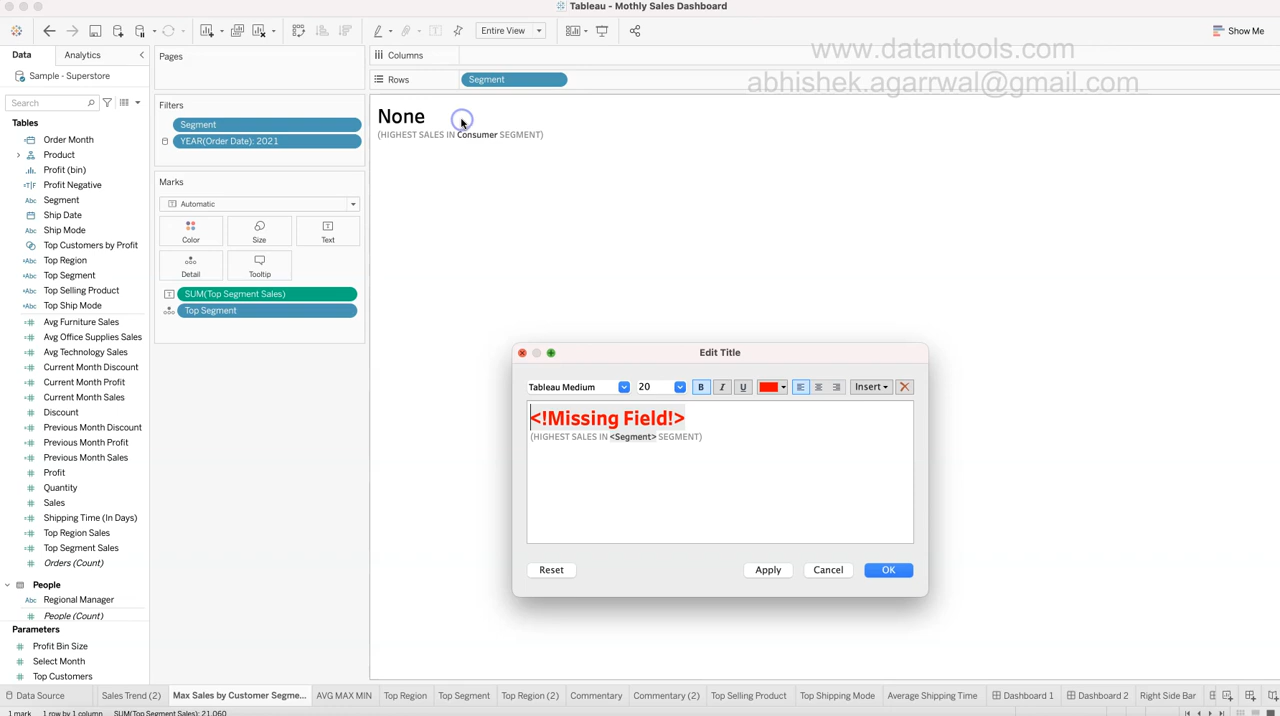 Tableau - Mothly Sales Dashboard
Entire View
Show Me
www.datantools.com
abhishek.agarrwal@gmail.com
Data
Analytics
Sample - Superstore
Search
Tables
Order Month
Product
Profit (bin)
Profit Negative
Abc Segment
Ship Date
Abc Ship Mode
Top Customers by Profit
=Abc Top Region
=Abc Top Segment
=Abc Top Selling Product
=Abc Top Ship Mode
Avg Furniture Sales
Avg Office Supplies Sales
Avg Technology Sales
Current Month Discount
Current Month Profit
Current Month Sales
Discount
Previous Month Discount
Previous Month Profit
Previous Month Sales
Profit
Quantity
Sales
Shipping Time (In Days)
Top Region Sales
Top Segment Sales
Orders (Count)
People
Abc Regional Manager
People (Count)
Parameters
Profit Bin Size
Select Month
Top Customers
Pages
Filters
Segment
YEAR(Order Date): 2021
Marks
Automatic
Color
Size
Text
Detail
Tooltip
SUM(Top Segment Sales)
Top Segment
Columns
Rows
Segment
None
(HIGHEST SALES IN Consumer SEGMENT)
Edit Title
Tableau Medium
20
B I U
Insert
<!Missing Field!>
(HIGHEST SALES IN <Segment> SEGMENT)
Reset
Apply
Cancel
OK
Data Source
Sales Trend (2)
Max Sales by Customer Segme...
AVG MAX MIN
Top Region
Top Segment
Top Region (2)
Commentary
Commentary (2)
Top Selling Product
Top Shipping Mode
Average Shipping Time
Dashboard 1
Dashboard 2
Right Side Bar
1 mark
1 row by 1 column
SUM(Top Segment Sales): 21,060